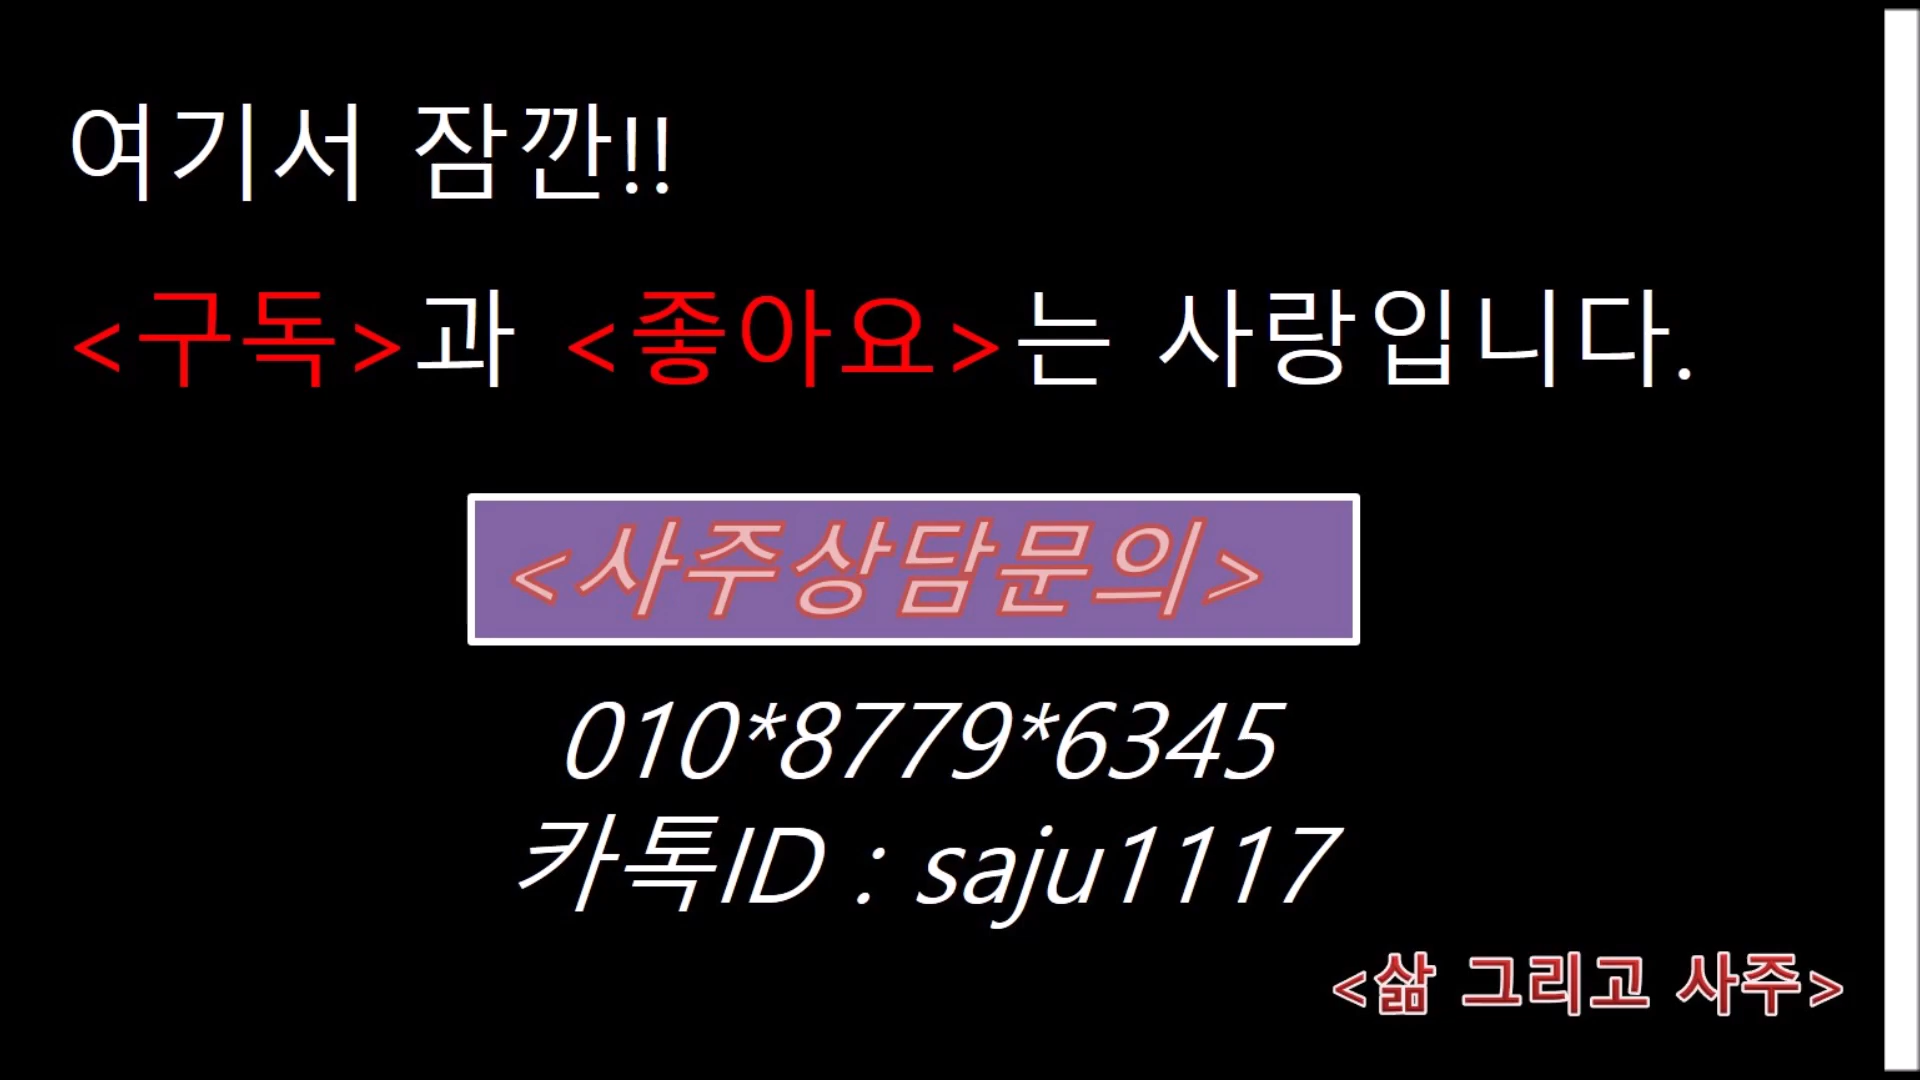 여기서 잠깐!!
<구독>과 <좋아요>는 사랑입니다.
<사주상담문의>
010*8779*6345
카톡ID : saju1117
<삶 그리고 사주>